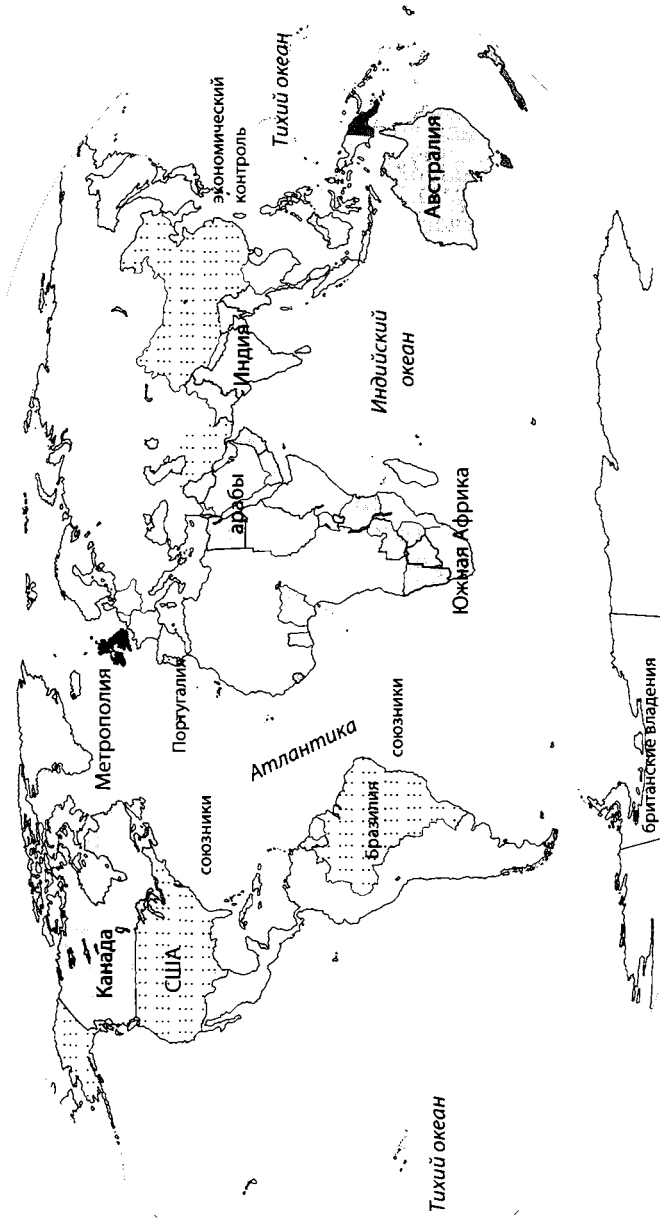 Тихий океан
экономический
контроль
Австралия
Индия
Индийский
океан
арабы
Южная Африка
Метрополия
Португалия
Атлантика
союзники
союзники
Бразилия
Канада
США
Тихий океан
британские владения